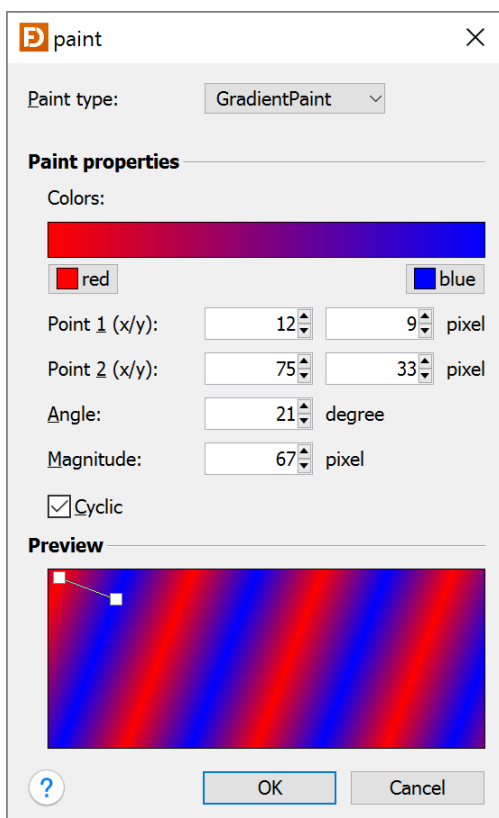 FD paint
Paint type: GradientPaint
Paint properties
Colors:
red blue
Point 1 (x/y): 12 9 pixel
Point 2 (x/y): 75 33 pixel
Angle: 21 degree
Magnitude: 67 pixel
Cyclic
Preview
? OK Cancel